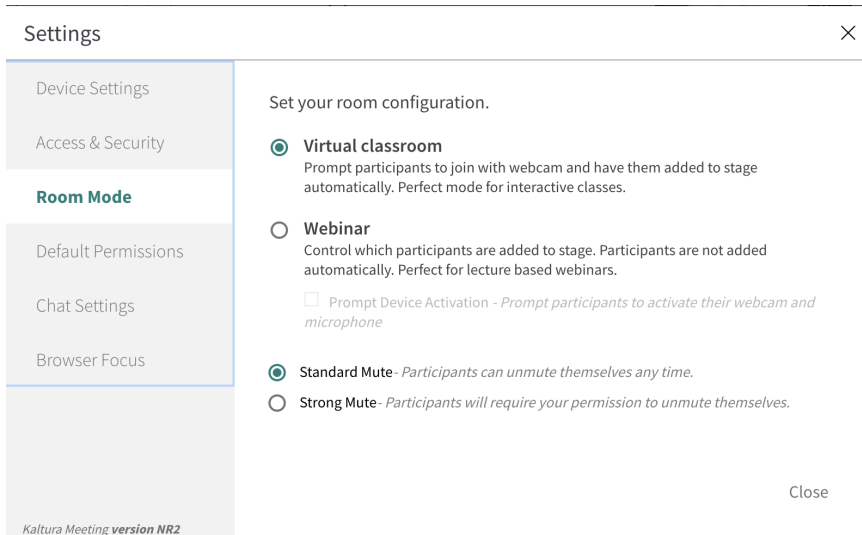 Settings
Device Settings
Access & Security
Room Mode
Default Permissions
Chat Settings
Browser Focus
Kaltura Meeting version NR2
Set your room configuration.
Virtual classroom
Prompt participants to join with webcam and have them added to stage
automatically. Perfect mode for interactive classes.
Webinar
Control which participants are added to stage. Participants are not added
automatically. Perfect for lecture based webinars.
Prompt Device Activation - Prompt participants to activate their webcam and
microphone
Standard Mute- Participants can unmute themselves any time.
Strong Mute- Participants will require your permission to unmute themselves.
Close